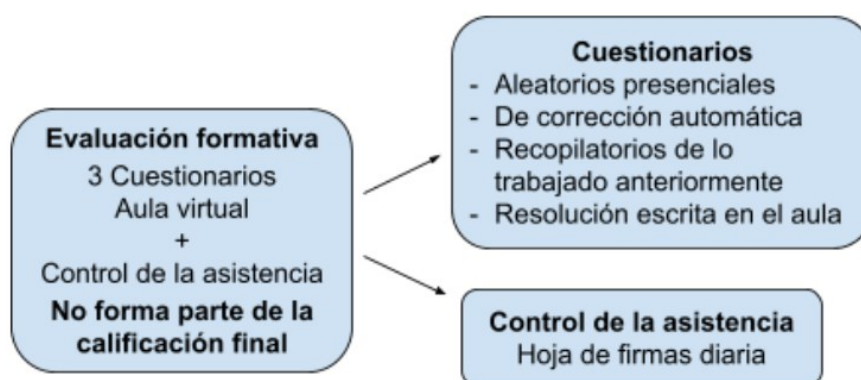 Evaluación formativa
3 Cuestionarios
Aula virtual
+
Control de la asistencia
No forma parte de la
calificación final
Cuestionarios
- Aleatorios presenciales
- De corrección automática
- Recopilatorios de lo
trabajado anteriormente
- Resolución escrita en el aula
Control de la asistencia
Hoja de firmas diaria